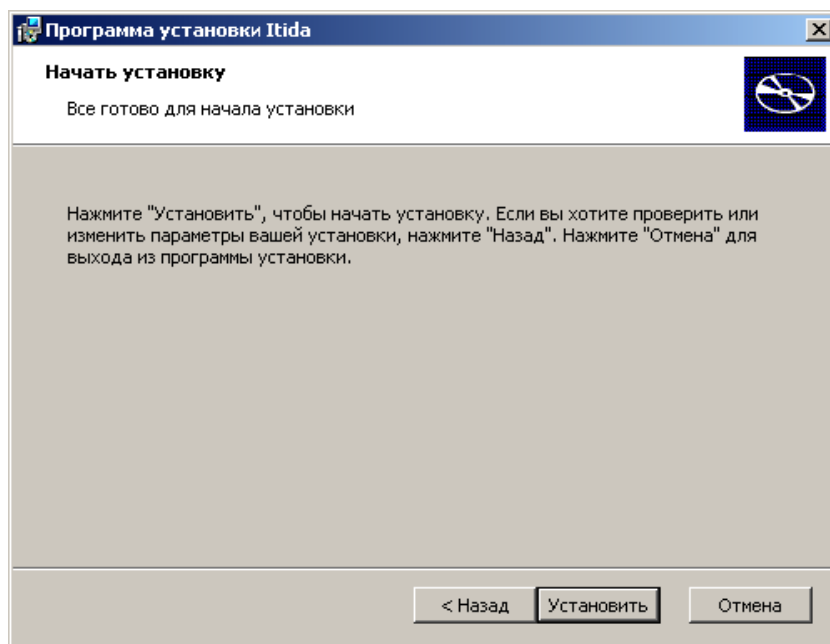 Программа установки Itida
Начать установку
Все готово для начала установки
Нажмите "Установить", чтобы начать установку. Если вы хотите проверить или
изменить параметры вашей установки, нажмите "Назад". Нажмите "Отмена" для
выхода из программы установки.
< Назад Установить Отмена